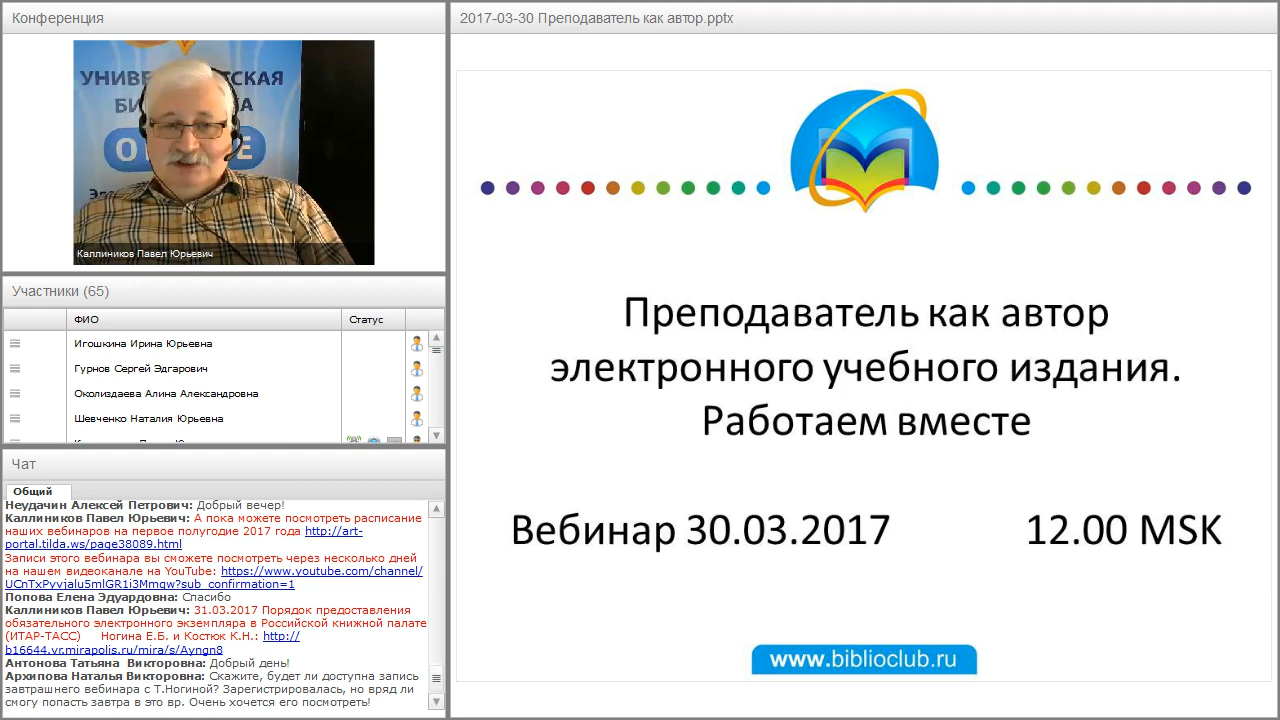 Конференция
УНИВЕ СКАЯ
БИ А
О Е
Эле
Каллиников Павел Юрьевич
Участники (65)
ФИО Статус
Игошкина Ирина Юрьевна
Гурнов Сергей Эдгарович
Околиздаева Алина Александровна
Шевченко Наталия Юрьевна
Чат
Общий
Неудачин Алексей Петрович: Добрый вечер!
Каллиников Павел Юрьевич: А пока можете посмотреть расписание
наших вебинаров на первое полугодие 2017 года http://art-
portal.tilda.ws/page38089.html
Записи этого вебинара вы можете посмотреть через несколько дней
на нашем видеоканале на YouTube: https://www.youtube.com/channel/
UCnTxPyvjalu5mlGR1i3Mmqw?sub_confirmation=1
Попова Елена Эдуардовна: Спасибо
Каллиников Павел Юрьевич: 31.03.2017 Порядок предоставления
обязательного электронного экземпляра в Российской книжной палате
(ИТАР-ТАСС) Ногина Е.Б. и Костюк К.Н.: http://
b16644.vr.mirapolis.ru/mira/s/Ayngn8
Антонова Татьяна Викторовна: Добрый день!
Архипова Наталья Викторовна: Скажите, будет ли доступна запись
завтрашнего вебинара с Т.Нагиной? Зарегистрировалась, но вряд ли
смогу попасть завтра в это вр. Очень хочется его посмотреть!
2017-03-30 Преподаватель как автор.pptx
Преподаватель как автор
электронного учебного издания.
Работаем вместе
Вебинар 30.03.2017 12.00 MSK
www.biblioclub.ru